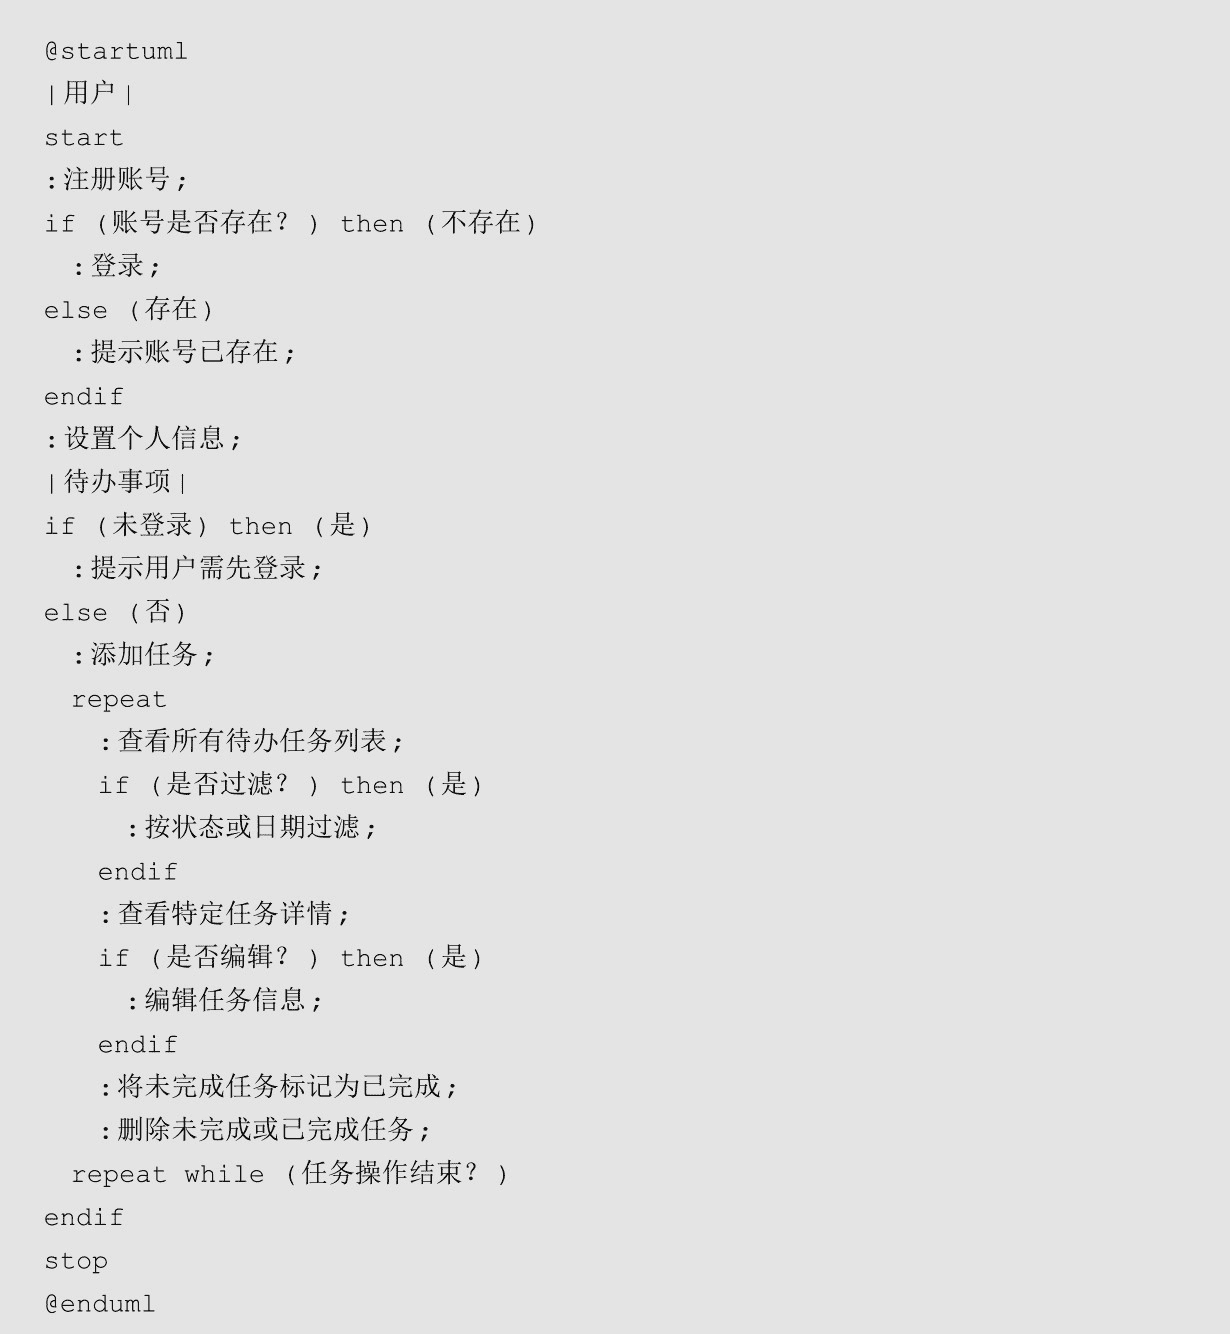 @startuml
|用户|
start
:注册账号;
if (账号是否存在？) then (不存在)
  :登录;
else (存在)
  :提示账号已存在;
endif
:设置个人信息;
|待办事项|
if (未登录) then (是)
  :提示用户需先登录;
else (否)
  :添加任务;
  repeat
    :查看所有待办任务列表;
    if (是否过滤？) then (是)
      :按状态或日期过滤;
    endif
    :查看特定任务详情;
    if (是否编辑？) then (是)
      :编辑任务信息;
    endif
    :将未完成任务标记为已完成;
    :删除未完成或已完成任务;
  repeat while (任务操作结束？)
endif
stop
@enduml